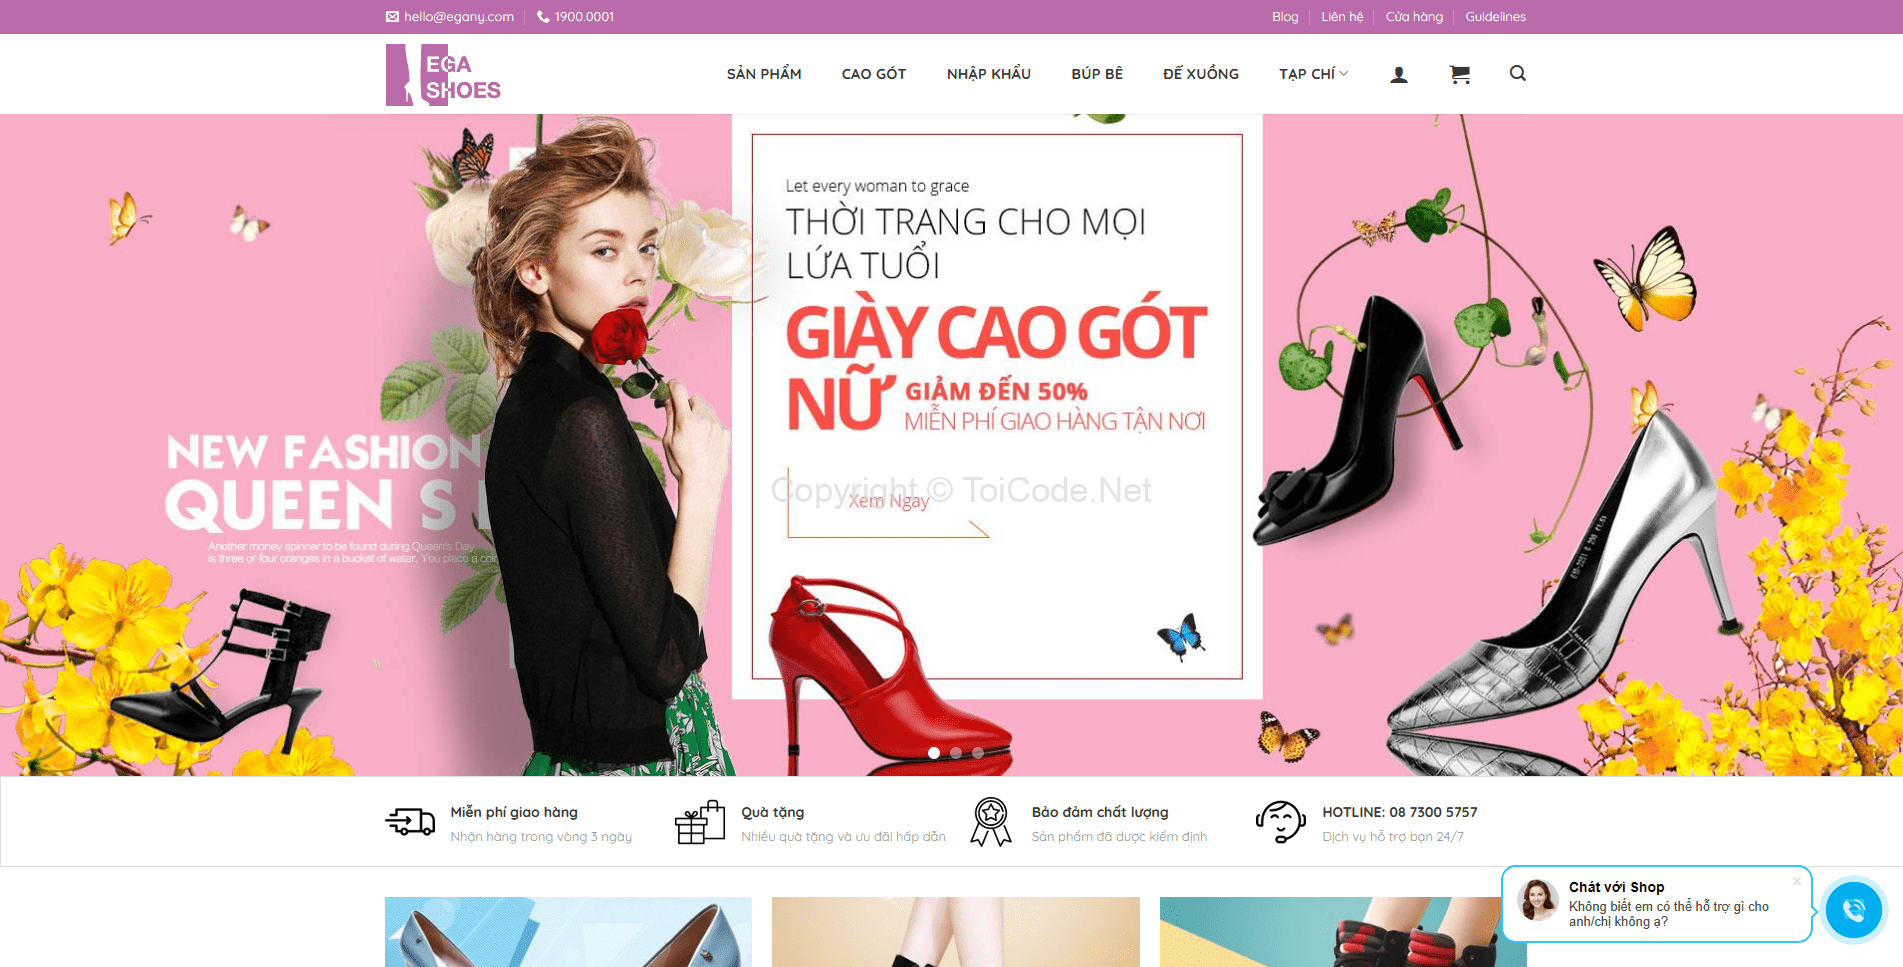 hello@egany.com
1900.0001
Blog
Liên hệ
Cửa hàng
Guidelines
EGA
SHOES
SẢN PHẨM
CAO GÓT
NHẬP KHẨU
BÚP BÊ
ĐẾ XUỒNG
TẠP CHÍ
Let every woman to grace
THỜI TRANG CHO MỌI
LỨA TUỔI
GIÀY CAO GÓT
NỮ
GIẢM ĐẾN 50%
MIỄN PHÍ GIAO HÀNG TẬN NƠI
Xem Ngay
Copyright © ToiCode.Net
NEW FASHION
QUEEN S
Another money spinner to be found during Queen's Day
is three or four oranges in a bucket of water. You place a coin
Miễn phí giao hàng
Nhận hàng trong vòng 3 ngày
Quà tặng
Nhiều quà tặng và ưu đãi hấp dẫn
Bảo đảm chất lượng
Sản phẩm đã dược kiểm định
HOTLINE: 08 7300 5757
Dịch vụ hỗ trợ bạn 24/7
Chát với Shop
Không biết em có thể hỗ trợ gì cho
anh/chị không ạ?